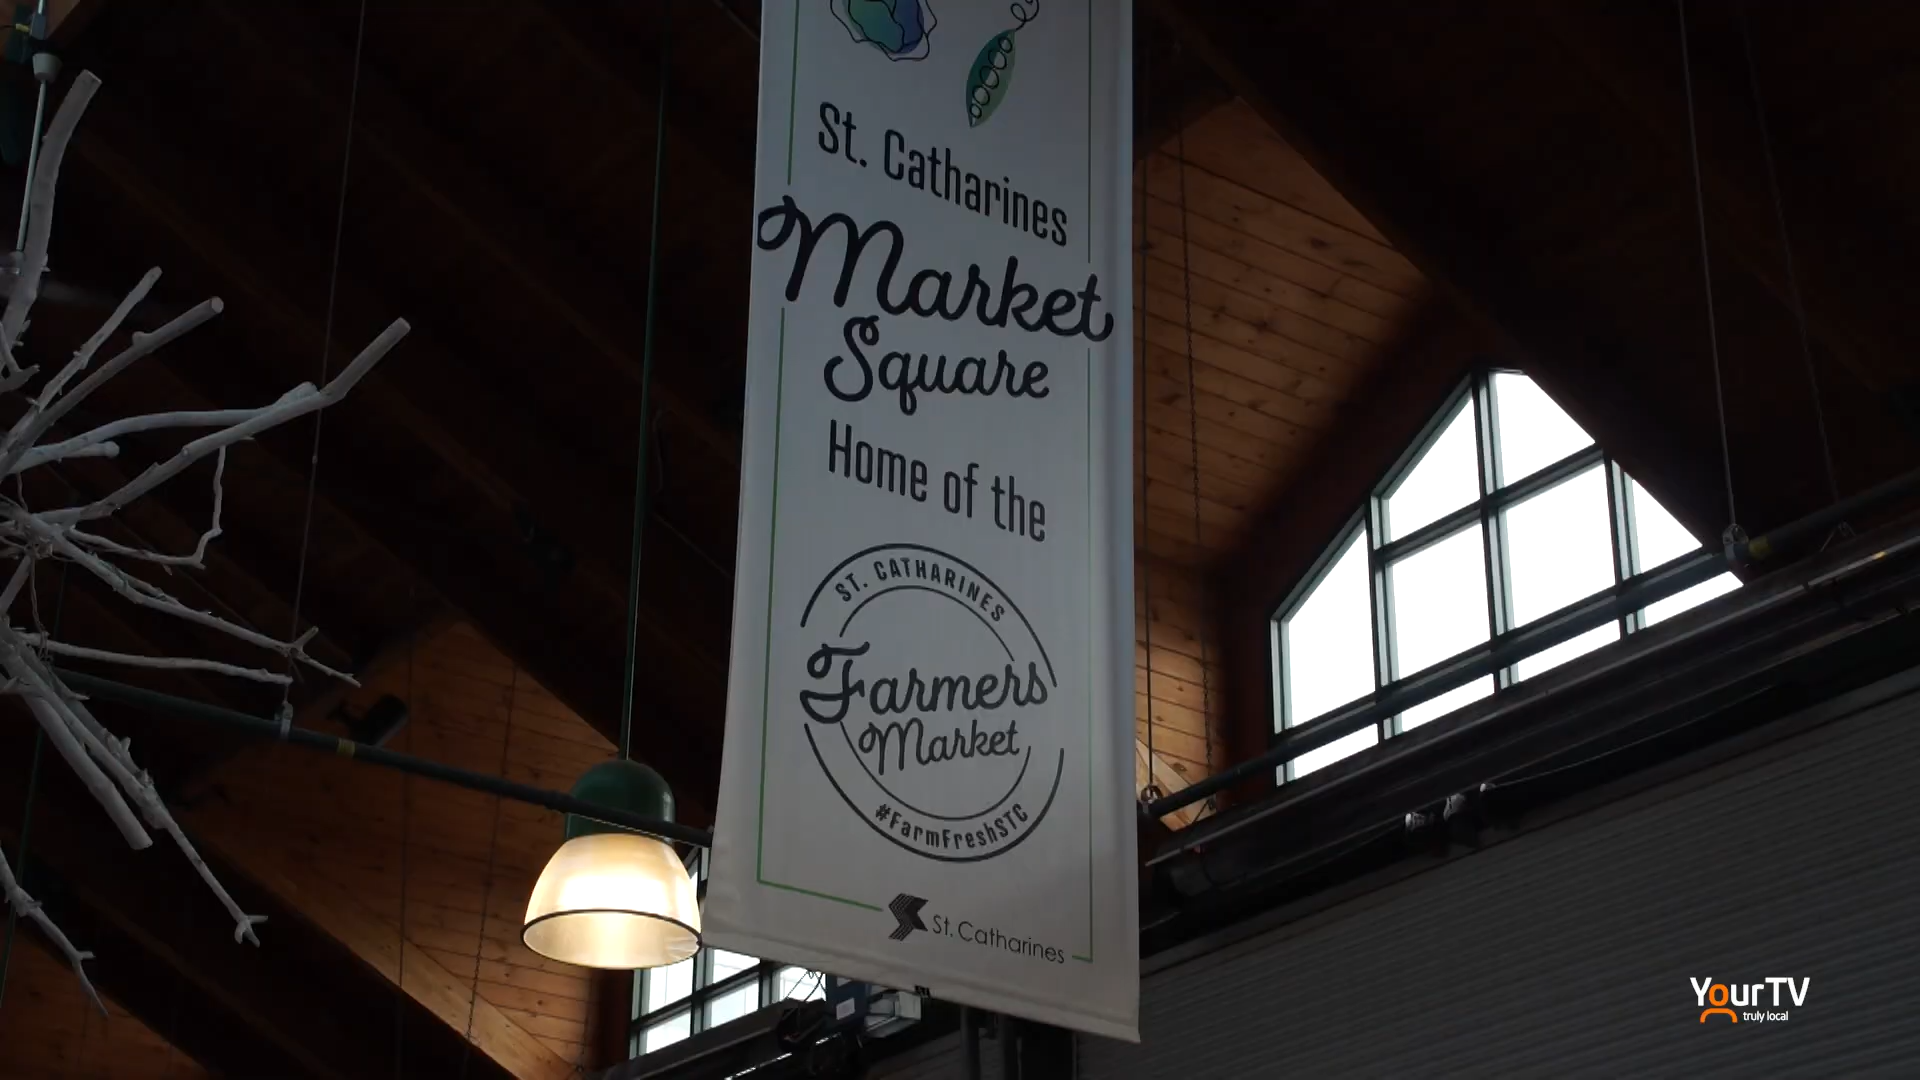 St. Catharines
Market
Square
Home of the
ST. CATHARINES
Farmers
Market
#FarmFreshSTC
St. Catharines
YourTV
truly local